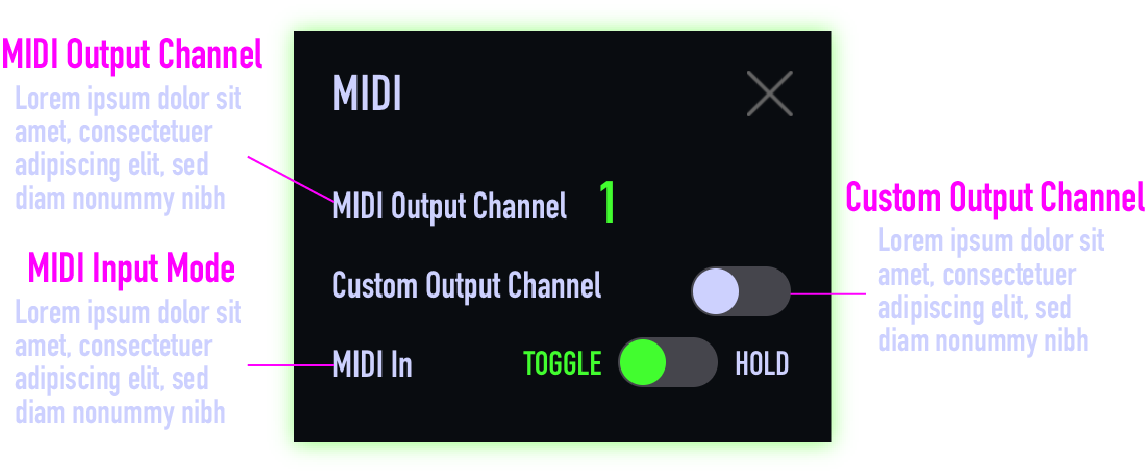 MIDI Output Channel
Lorem ipsum dolor sit
amet, consectetuer
adipiscing elit, sed
diam nonummy nibh
MIDI Input Mode
Lorem ipsum dolor sit
amet, consectetuer
adipiscing elit, sed
diam nonummy nibh
MIDI
MIDI Output Channel 1
Custom Output Channel
MIDI In TOGGLE HOLD
Custom Output Channel
Lorem ipsum dolor sit
amet, consectetuer
adipiscing elit, sed
diam nonummy nibh